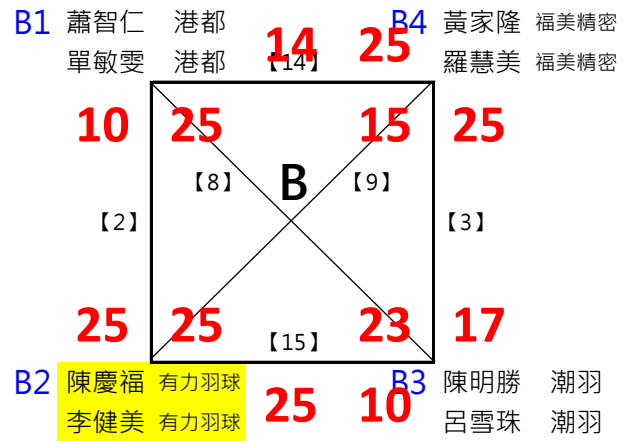 B1 蕭智仁 港都 14 25 B4 黃家隆 福美精密
單敏雯 港都 【14】 羅慧美 福美精密
10 25 15 25
【8】 B 【9】
【2】 【3】
25 25 23 17
【15】
B2 陳慶福 有力羽球 B3 陳明勝 潮羽
李健美 有力羽球 25 10 呂雪珠 潮羽